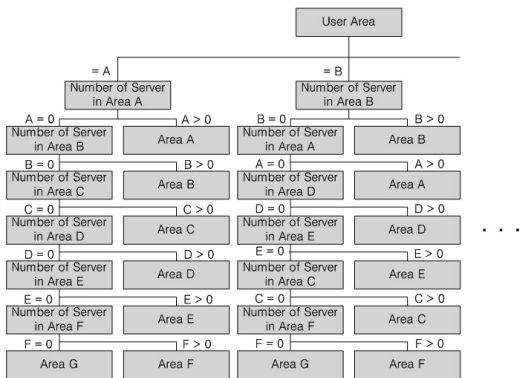 User Area
= A
= B
Number of Server
in Area A
Number of Server
in Area B
A = 0
A > 0
B = 0
B > 0
Number of Server
in Area B
Area A
Number of Server
in Area A
Area B
B = 0
B > 0
A = 0
A > 0
Number of Server
in Area C
Area B
Number of Server
in Area D
Area A
C = 0
C > 0
D = 0
D > 0
Number of Server
in Area D
Area C
Number of Server
in Area E
Area D
. . .
D = 0
D > 0
E = 0
E > 0
Number of Server
in Area E
Area D
Number of Server
in Area C
Area E
E = 0
E > 0
C = 0
C > 0
Number of Server
in Area F
Area E
Number of Server
in Area F
Area C
F = 0
F > 0
F = 0
F > 0
Area G
Area F
Area G
Area F